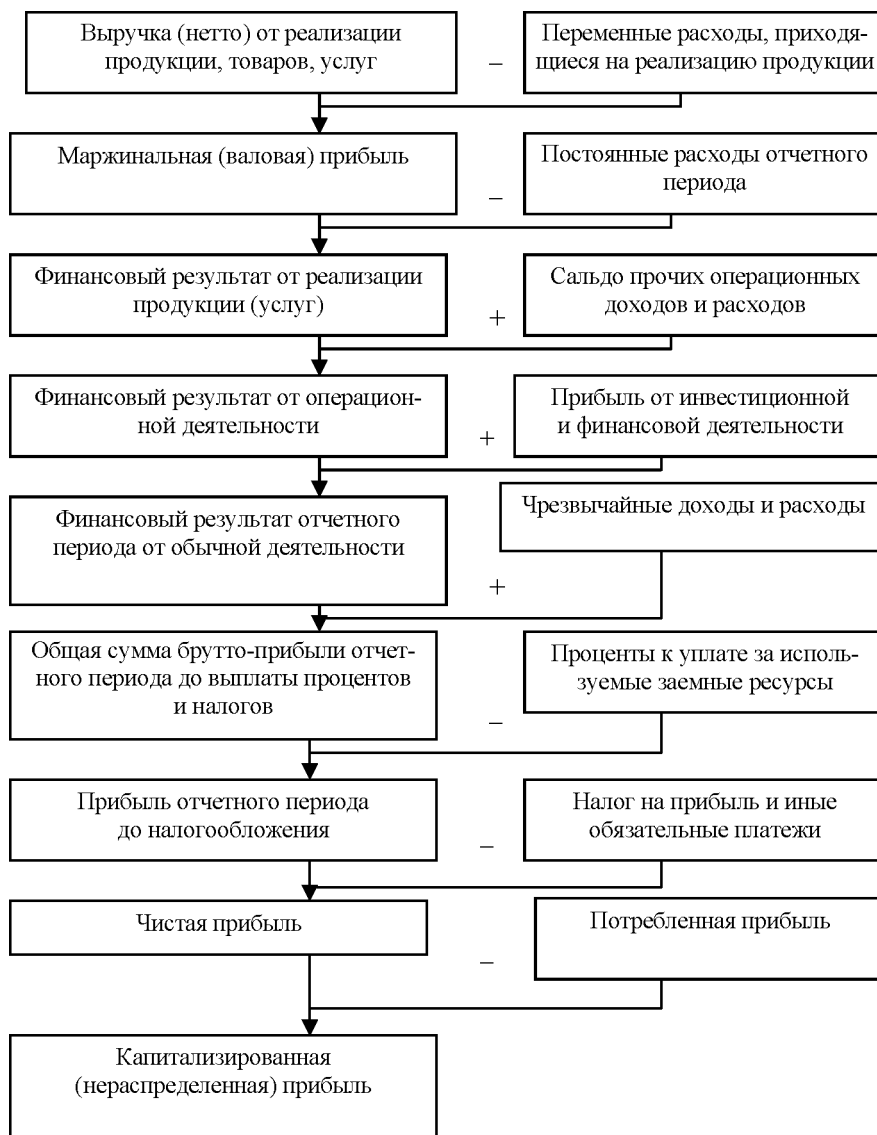 Выручка (нетто) от реализации
продукции, товаров, услуг
–
Переменные расходы, приходя-
щиеся на реализацию продукции
Маржинальная (валовая) прибыль
–
Постоянные расходы отчетного
периода
Финансовый результат от реализации
продукции (услуг)
+
Сальдо прочих операционных
доходов и расходов
Финансовый результат от операцион-
ной деятельности
+
Прибыль от инвестиционной
и финансовой деятельности
Финансовый результат отчетного
периода от обычной деятельности
+
Чрезвычайные доходы и расходы
Общая сумма брутто-прибыли отчет-
ного периода до выплаты процентов
и налогов
–
Проценты к уплате за исполь-
зуемые заемные ресурсы
Прибыль отчетного периода
до налогообложения
–
Налог на прибыль и иные
обязательные платежи
Чистая прибыль
–
Потребленная прибыль
Капитализированная
(нераспределенная) прибыль